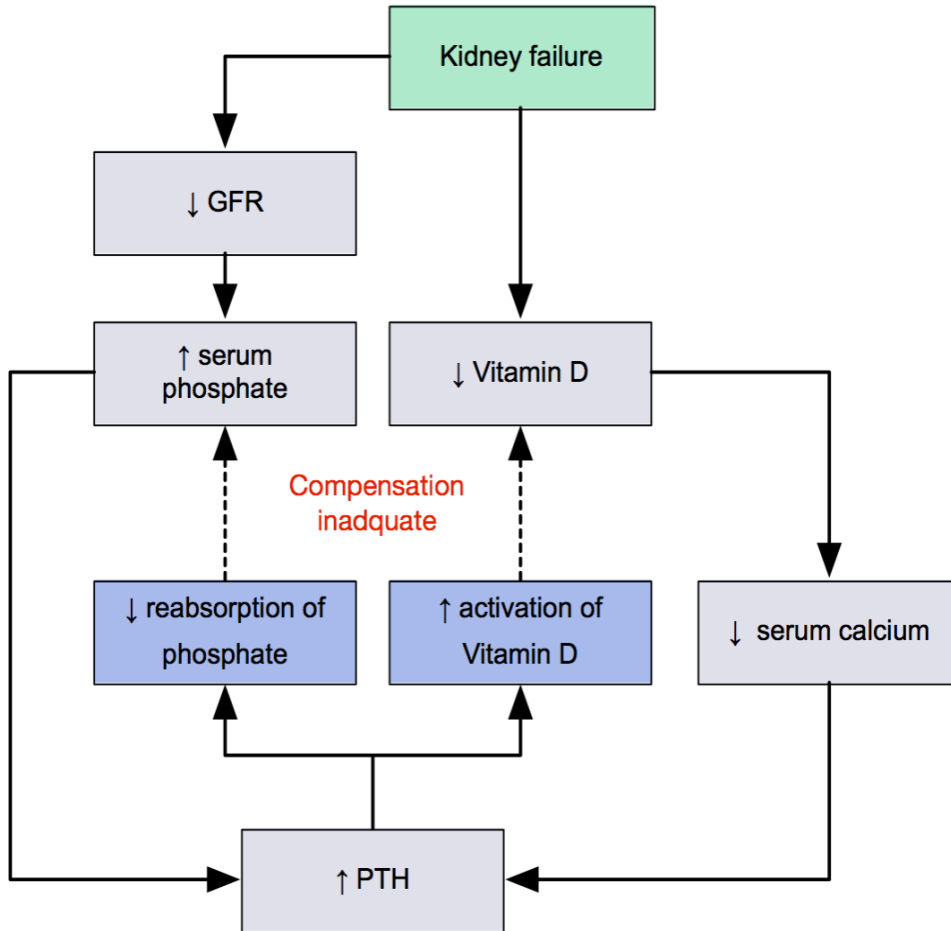 Kidney failure
↓ GFR
↑ serum
phosphate
↓ Vitamin D
Compensation
inadquate
↓ reabsorption of
phosphate
↑ activation of
Vitamin D
↓ serum calcium
↑ PTH